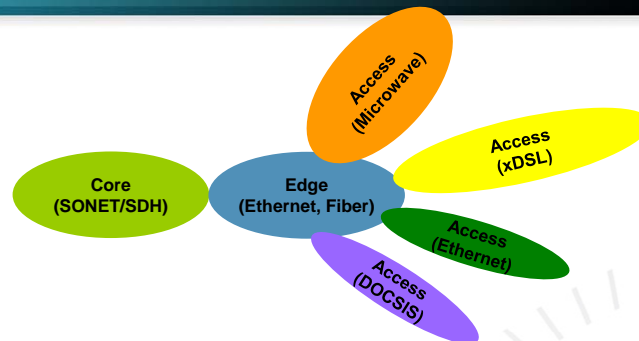 Access
(Microwave)
Access
(xDSL)
Core
(SONET/SDH)
Edge
(Ethernet, Fiber)
Access
(Ethernet)
Access
(DOCSIS)